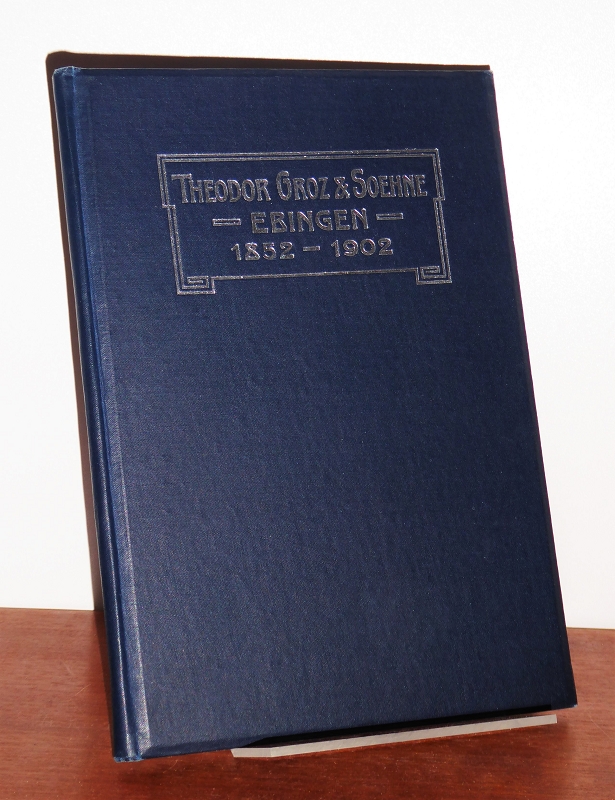 THEODOR GROZ & SOEHNE
— EBINGEN —
1852 – 1902